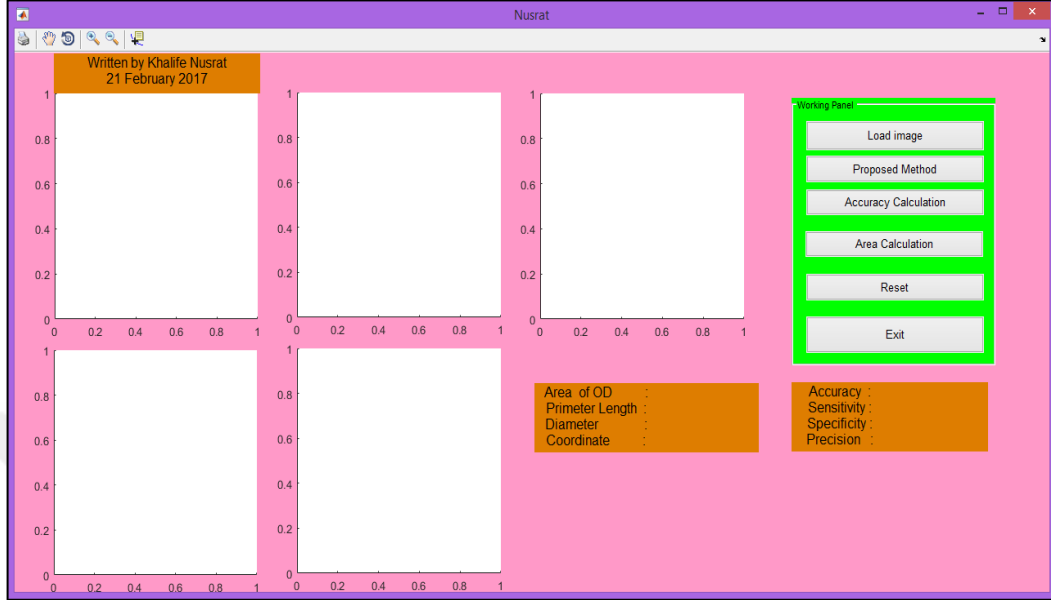 Nusrat
Written by Khalife Nusrat
21 February 2017
1
0.8
0.6
0.4
0.2
0
0 0.2 0.4 0.6 0.8 1
1
0.8
0.6
0.4
0.2
0
0 0.2 0.4 0.6 0.8 1
1
0.8
0.6
0.4
0.2
0
0 0.2 0.4 0.6 0.8 1
Working Panel
Load image
Proposed Method
Accuracy Calculation
Area Calculation
Reset
Exit
1
0.8
0.6
0.4
0.2
0
0 0.2 0.4 0.6 0.8 1
1
0.8
0.6
0.4
0.2
0
0 0.2 0.4 0.6 0.8 1
Area of OD :
Primeter Length :
Diameter :
Coordinate :
Accuracy :
Sensitivity :
Specificity :
Precision :